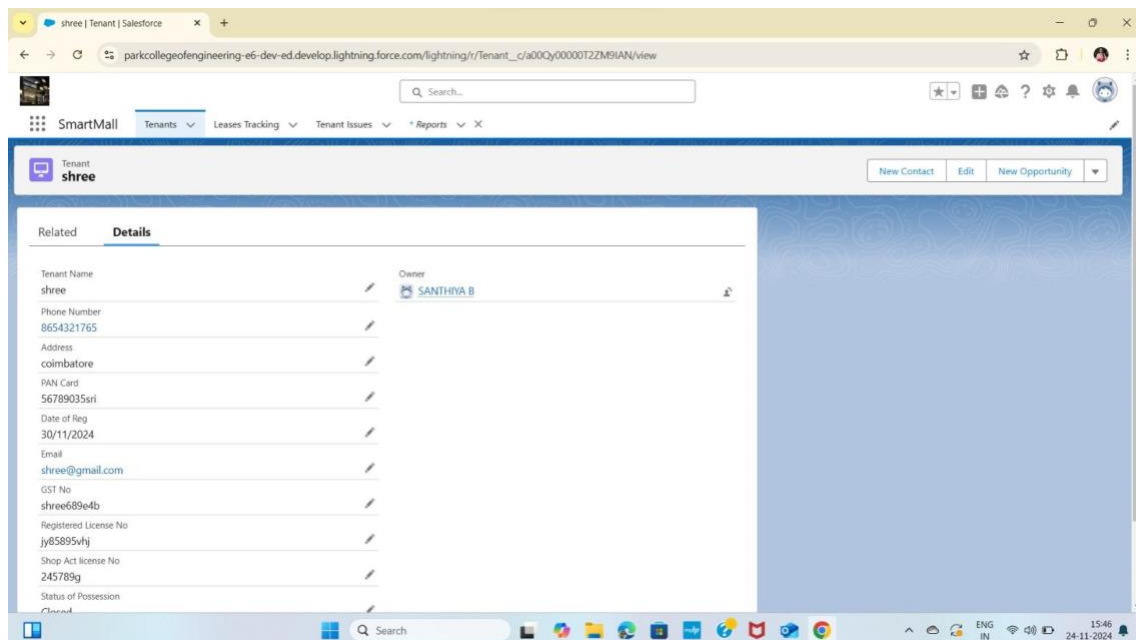 shree | Tenant | Salesforce
parkcollegeofengineering-e6-dev-ed.develop.lightning.force.com/lightning/r/Tenant__c/a00Qy00000T2ZM9IAN/view
Search...
SmartMall Tenants Leases Tracking Tenant Issues * Reports
Tenant
shree
New Contact Edit New Opportunity
Related Details
Tenant Name
shree
Owner
SANTHIYA B
Phone Number
8654321765
Address
coimbatore
PAN Card
56789035sri
Date of Reg
30/11/2024
Email
shree@gmail.com
GST No
shree689e4b
Registered License No
jy85895vhj
Shop Act license No
245789g
Status of Possession
Closed
Search
ENG
IN
15:46
24-11-2024